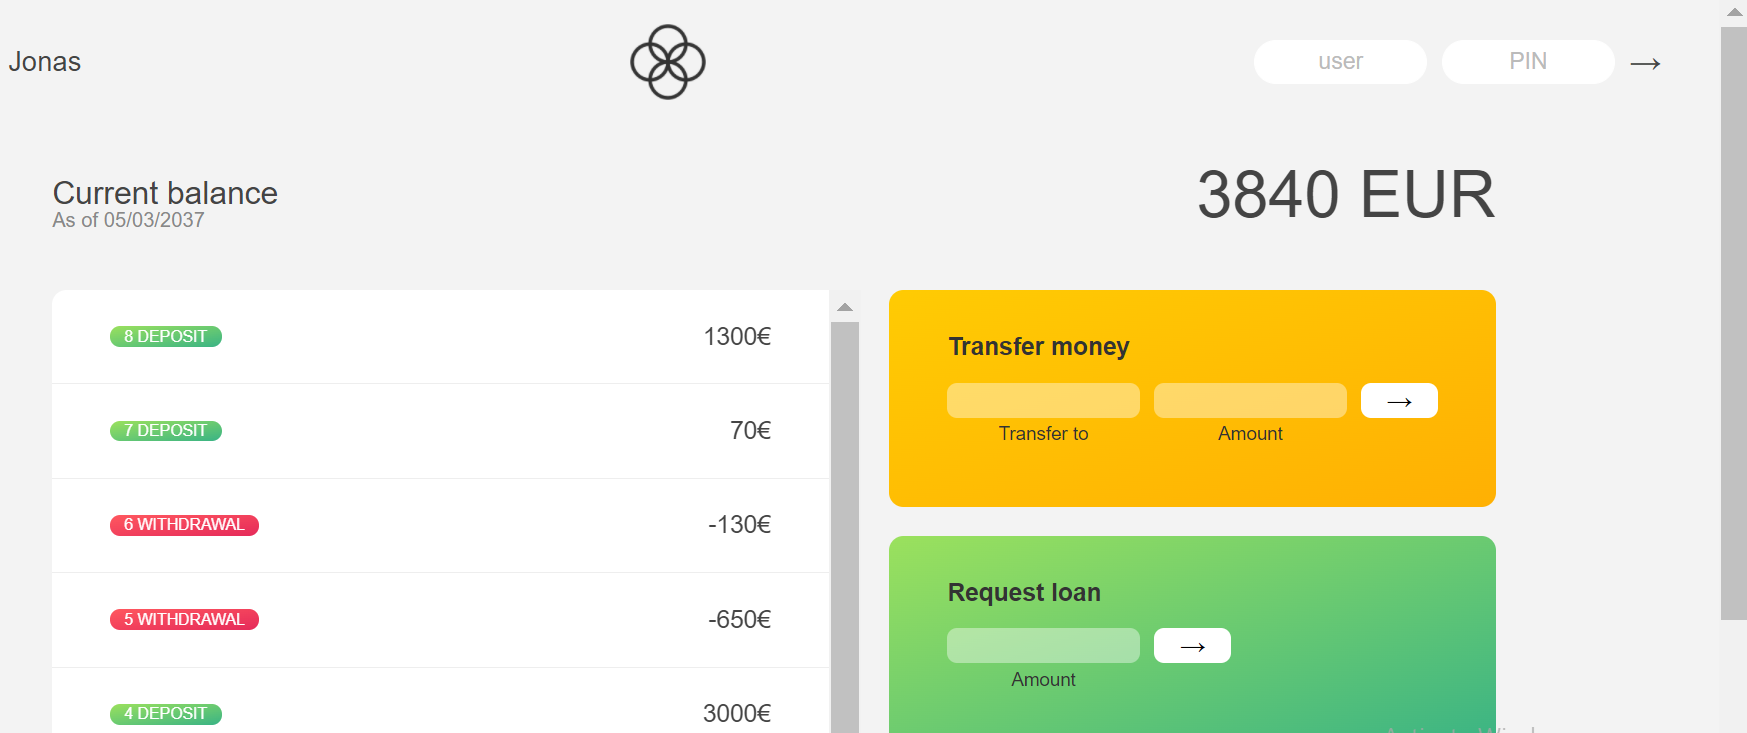 Jonas
user
PIN
→
Current balance
As of 05/03/2037
3840 EUR
8 DEPOSIT
1300€
7 DEPOSIT
70€
6 WITHDRAWAL
-130€
5 WITHDRAWAL
-650€
4 DEPOSIT
3000€
Transfer money
→
Transfer to
Amount
Request loan
→
Amount